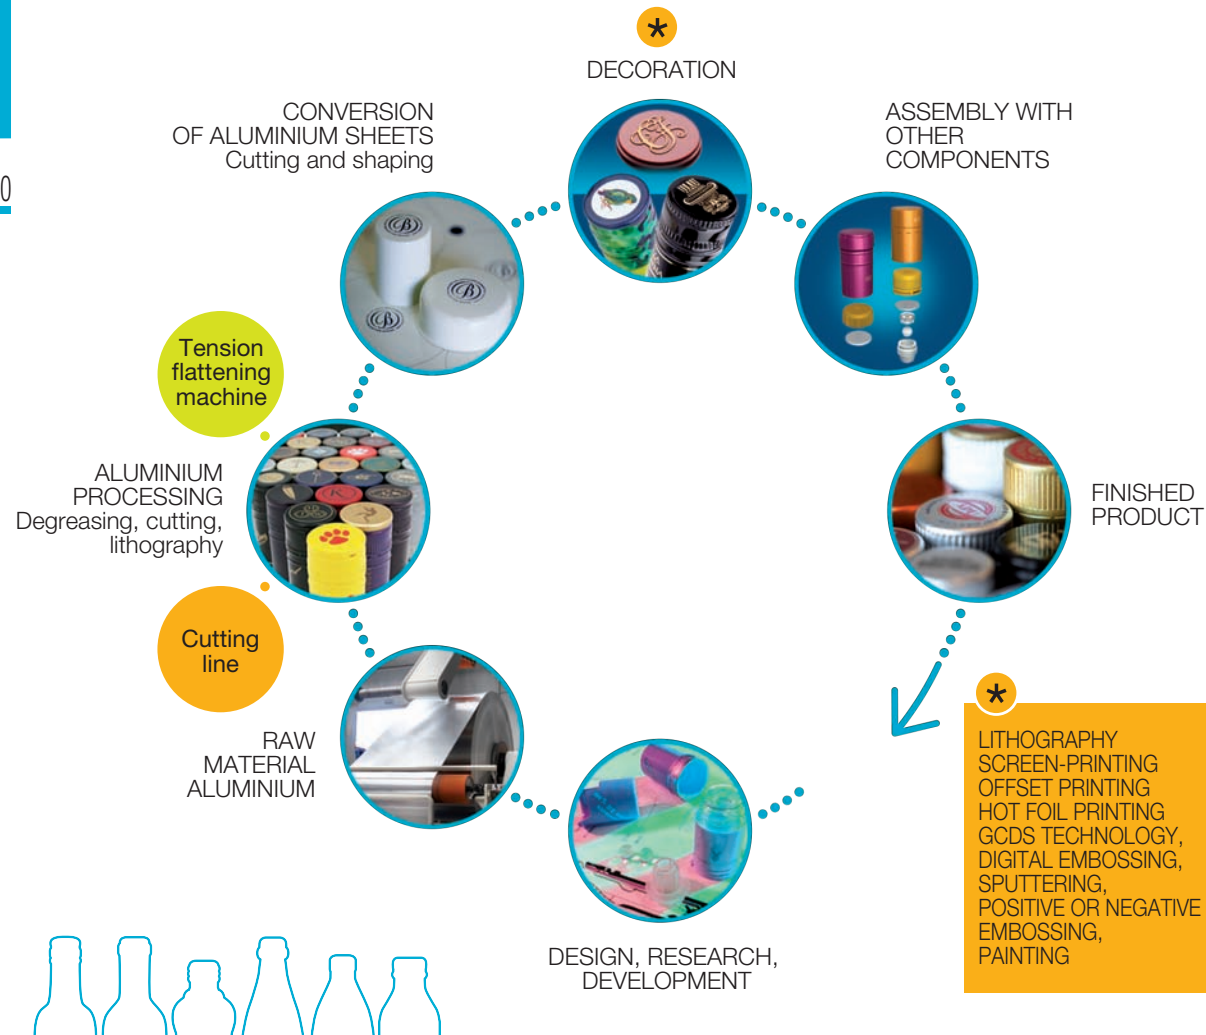 0
*
DECORATION
CONVERSION
OF ALUMINIUM SHEETS
Cutting and shaping
ASSEMBLY WITH
OTHER
COMPONENTS
Tension
flattening
machine
ALUMINIUM
PROCESSING
Degreasing, cutting,
lithography
FINISHED
PRODUCT
Cutting
line
RAW
MATERIAL
ALUMINIUM
DESIGN, RESEARCH,
DEVELOPMENT
*
LITHOGRAPHY
SCREEN-PRINTING
OFFSET PRINTING
HOT FOIL PRINTING
GCDS TECHNOLOGY,
DIGITAL EMBOSSING,
SPUTTERING,
POSITIVE OR NEGATIVE
EMBOSSING,
PAINTING
B
B
B